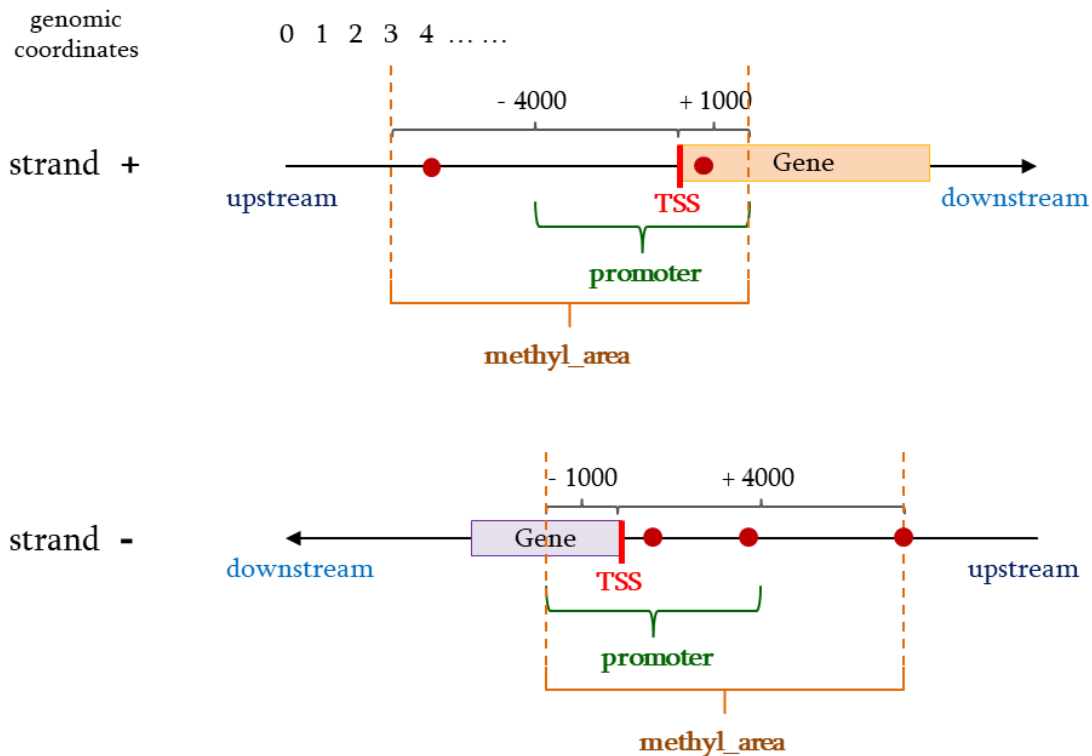 genomic
coordinates
0 1 2 3 4 ... ...
- 4000
+ 1000
strand +
Gene
upstream
TSS
downstream
promoter
methyl_area
- 1000
+ 4000
strand -
Gene
downstream
TSS
upstream
promoter
methyl_area